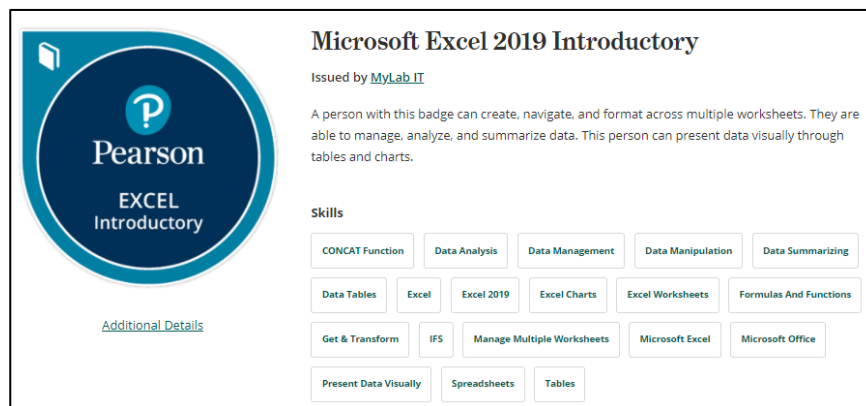 Pearson
EXCEL
Introductory
Additional Details
Microsoft Excel 2019 Introductory
Issued by MyLab IT
A person with this badge can create, navigate, and format across multiple worksheets. They are
able to manage, analyze, and summarize data. This person can present data visually through
tables and charts.
Skills
CONCAT Function Data Analysis Data Management Data Manipulation Data Summarizing
Data Tables Excel Excel 2019 Excel Charts Excel Worksheets Formulas And Functions
Get & Transform IFS Manage Multiple Worksheets Microsoft Excel Microsoft Office
Present Data Visually Spreadsheets Tables